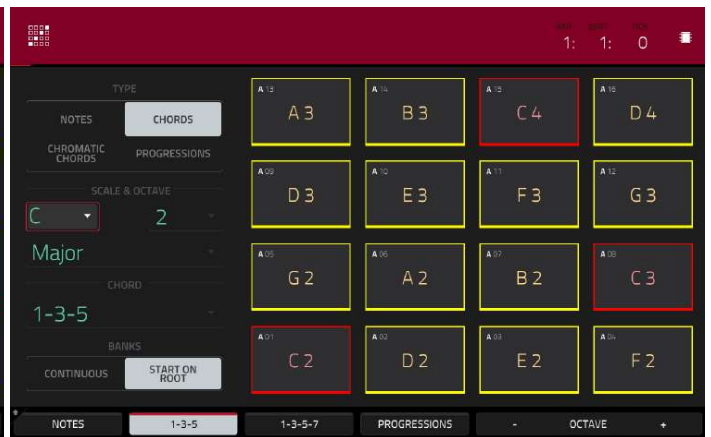 BAR BEAT TICK
1: 1: 0
TYPE
NOTES CHORDS
CHROMATIC
CHORDS PROGRESSIONS
SCALE & OCTAVE
C 2
Major
CHORD
1-3-5
BANKS
CONTINUOUS START ON
ROOT
A 13 A 14 A 15 A 16
A 3 B 3 C 4 D 4
A 09 A 10 A 11 A 12
D 3 E 3 F 3 G 3
A 05 A 06 A 07 A 08
G 2 A 2 B 2 C 3
A 01 A 02 A 03 A 04
C 2 D 2 E 2 F 2
NOTES 1-3-5 1-3-5-7 PROGRESSIONS - OCTAVE +